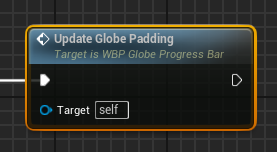 Update Globe Padding
Target is WBP Globe Progress Bar
Target self